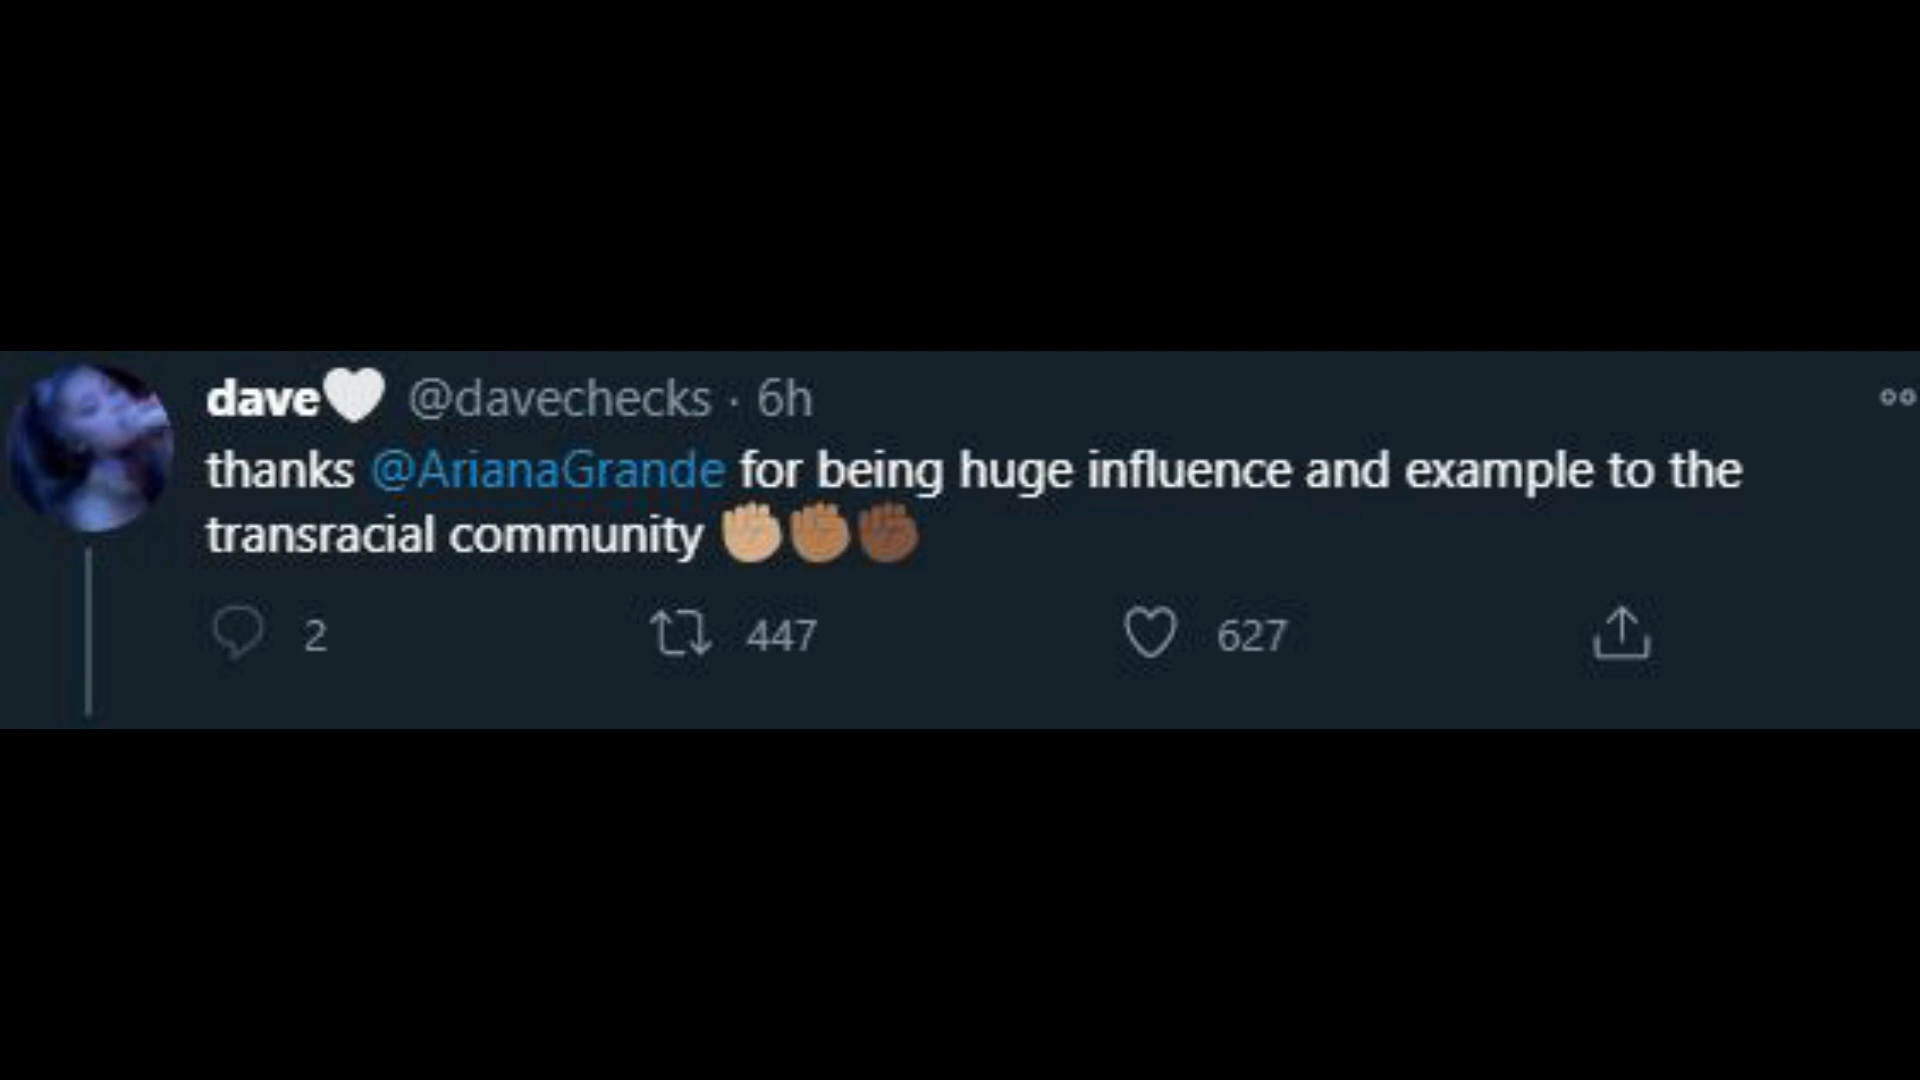 dave🤍 @davechecks · 6h
thanks @ArianaGrande for being huge influence and example to the
transracial community ✊🏼✊🏽✊🏾
2 447 627